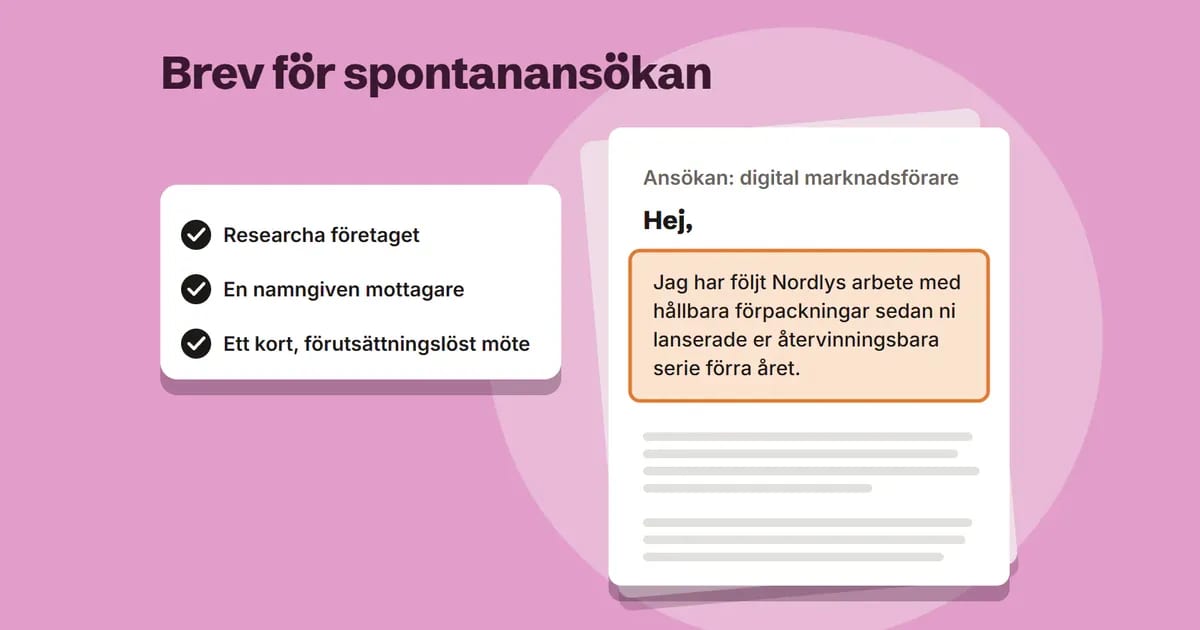 Brev för spontanansökan
Researcha företaget
En namngiven mottagare
Ett kort, förutsättningslöst möte
Ansökan: digital marknadsförare
Hej,
Jag har följt Nordlys arbete med
hållbara förpackningar sedan ni
lanserade er återvinningsbara
serie förra året.